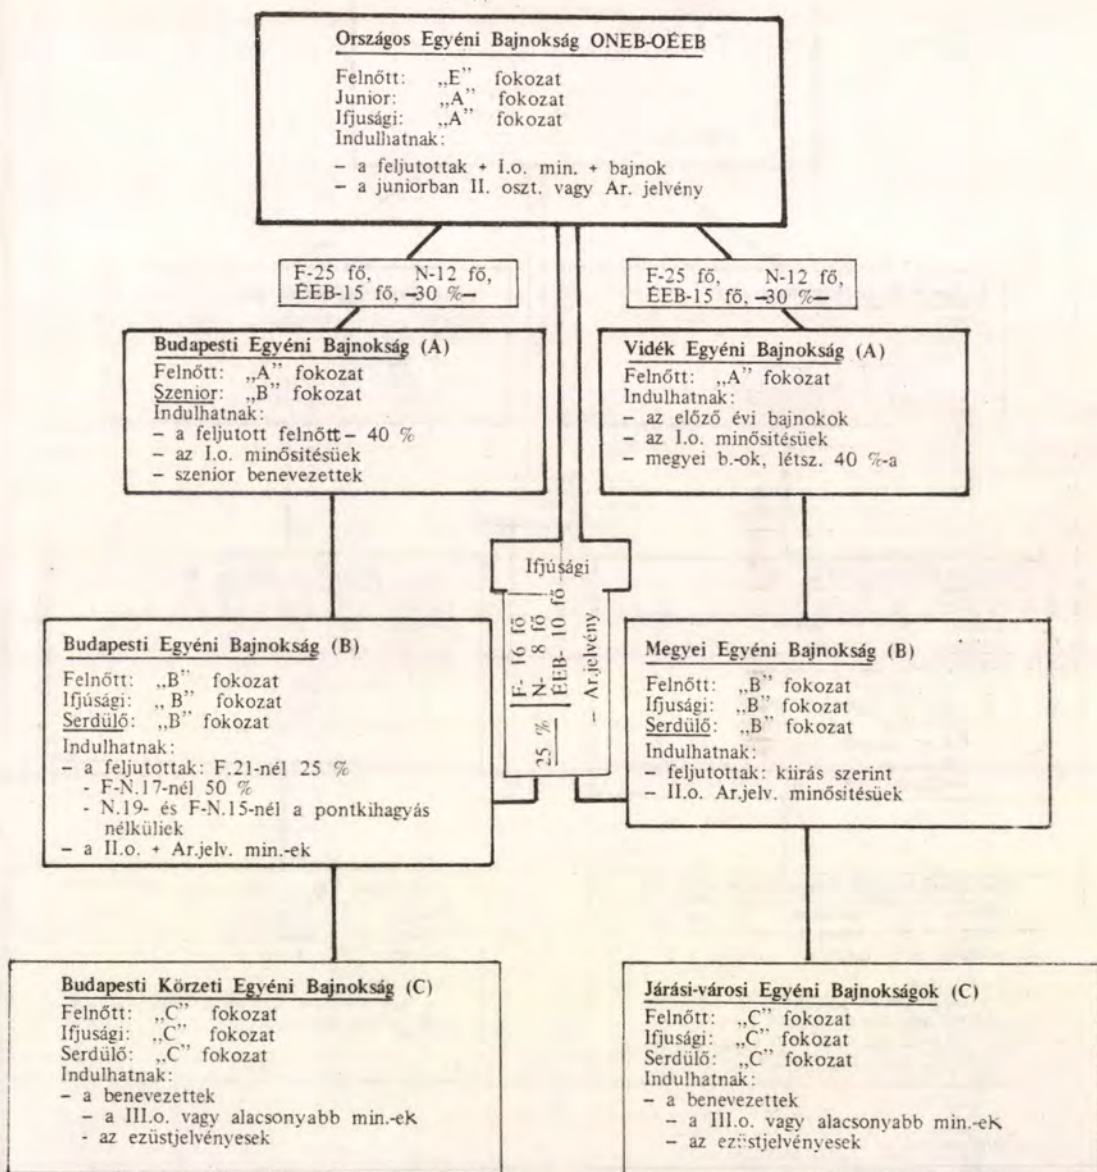 Országos Egyéni Bajnokság ONEB-OÉEB
Felnőtt: „E” fokozat
Junior: „A” fokozat
Ifjusági: „A” fokozat
Indulhatnak:
– a feljutottak + I.o. min. + bajnok
– a juniorban II. oszt. vagy Ar. jelvény
F-25 fő, N-12 fő,
ÉEB-15 fő, –30 %–
F-25 fő, N-12 fő,
ÉEB-15 fő, –30 %–
Budapesti Egyéni Bajnokság (A)
Felnőtt: „A” fokozat
Szenior: „B” fokozat
Indulhatnak:
– a feljutott felnőtt – 40 %
– az I.o. minősitésüek
– szenior benevezettek
Vidék Egyéni Bajnokság (A)
Felnőtt: „A” fokozat
Indulhatnak:
– az előző évi bajnokok
– az I.o. minősitésüek
– megyei b.-ok, létsz. 40 %-a
Ifjúsági
25 %
F- 16 fő
N- 8 fő
ÉEB- 10 fő
– Ar.jelvény
Budapesti Egyéni Bajnokság (B)
Felnőtt: „B” fokozat
Ifjúsági: „B” fokozat
Serdülő: „B” fokozat
Indulhatnak:
– a feljutottak: F.21-nél 25 %
- F-N.17-nél 50 %
- N.19- és F-N.15-nél a pontkihagyás
nélküliek
– a II.o. + Ar.jelv. min.-ek
Megyei Egyéni Bajnokság (B)
Felnőtt: „B” fokozat
Ifjusági: „B” fokozat
Serdülő: „B” fokozat
Indulhatnak:
– feljutottak: kiirás szerint
– II.o. Ar.jelv. minősitésüek
Budapesti Körzeti Egyéni Bajnokság (C)
Felnőtt: „C” fokozat
Ifjusági: „C” fokozat
Serdülő: „C” fokozat
Indulhatnak:
– a benevezettek
– a III.o. vagy alacsonyabb min.-ek
- az ezüstjelvényesek
Járási-városi Egyéni Bajnokságok (C)
Felnőtt: „C” fokozat
Ifjusági: „C” fokozat
Serdülő: „C” fokozat
Indulhatnak:
– a benevezettek
– a III.o. vagy alacsonyabb min.-ek
– az ezüstjelvényesek